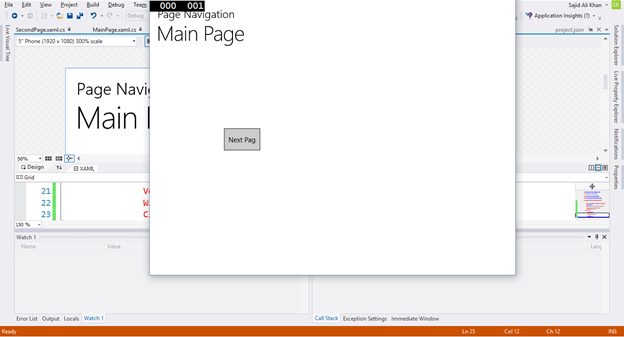 File Edit View Project Build Debug Team
000 001
Sajid Ali Khan
SK
Debug
Application Insights (7)
SecondPage.xaml.cs MainPage.xaml.cs
project.json
5" Phone (1920 x 1080) 300% scale
Page Navigation
Main Page
Next Pag
Page Navig
Main
Live Visual Tree
Solution Explorer
Live Property Explorer
Notifications
Properties
50%
Design XAML
Grid
21
22
23
150 %
Watch 1
Name Value
Error List Output Locals Watch 1
Call Stack Exception Settings Immediate Window
Ready
Ln 25 Col 12 Ch 12 INS